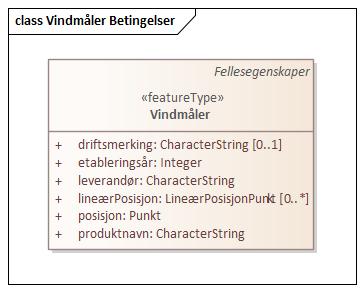 class Vindmåler Betingelser
Fellesegenskaper
«featureType»
Vindmåler
+ driftsmerking: CharacterString [0..1]
+ etableringsår: Integer
+ leverandør: CharacterString
+ lineærPosisjon: LineærPosisjonPunkt [0..*]
+ posisjon: Punkt
+ produktnavn: CharacterString